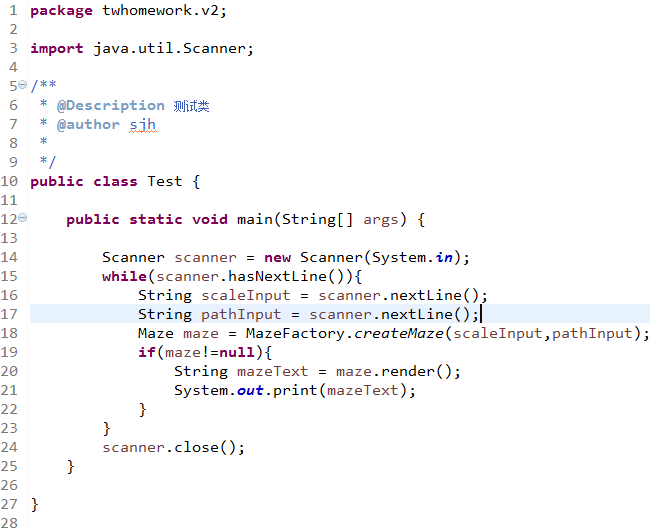 1 package twhomework.v2;
2
3 import java.util.Scanner;
4
5 /**
6  * @Description 测试类
7  * @author sjh
8  *
9  */
10 public class Test {
11
12     public static void main(String[] args) {
13
14         Scanner scanner = new Scanner(System.in);
15         while(scanner.hasNextLine()){
16             String scaleInput = scanner.nextLine();
17             String pathInput = scanner.nextLine();
18             Maze maze = MazeFactory.createMaze(scaleInput,pathInput);
19             if(maze!=null){
20                 String mazeText = maze.render();
21                 System.out.print(mazeText);
22             }
23         }
24         scanner.close();
25     }
26
27 }
28